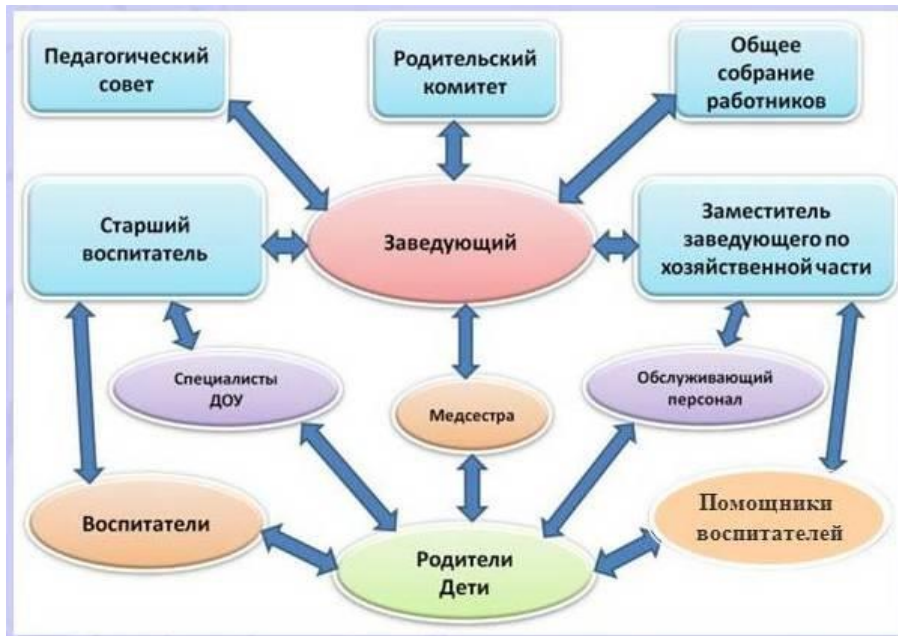 Педагогический
совет
Родительский
комитет
Общее
собрание
работников
Старший
воспитатель
Заведующий
Заместитель
заведующего по
хозяйственной части
Специалисты
ДОУ
Медсестра
Обслуживающий
персонал
Воспитатели
Родители
Дети
Помощники
воспитателей